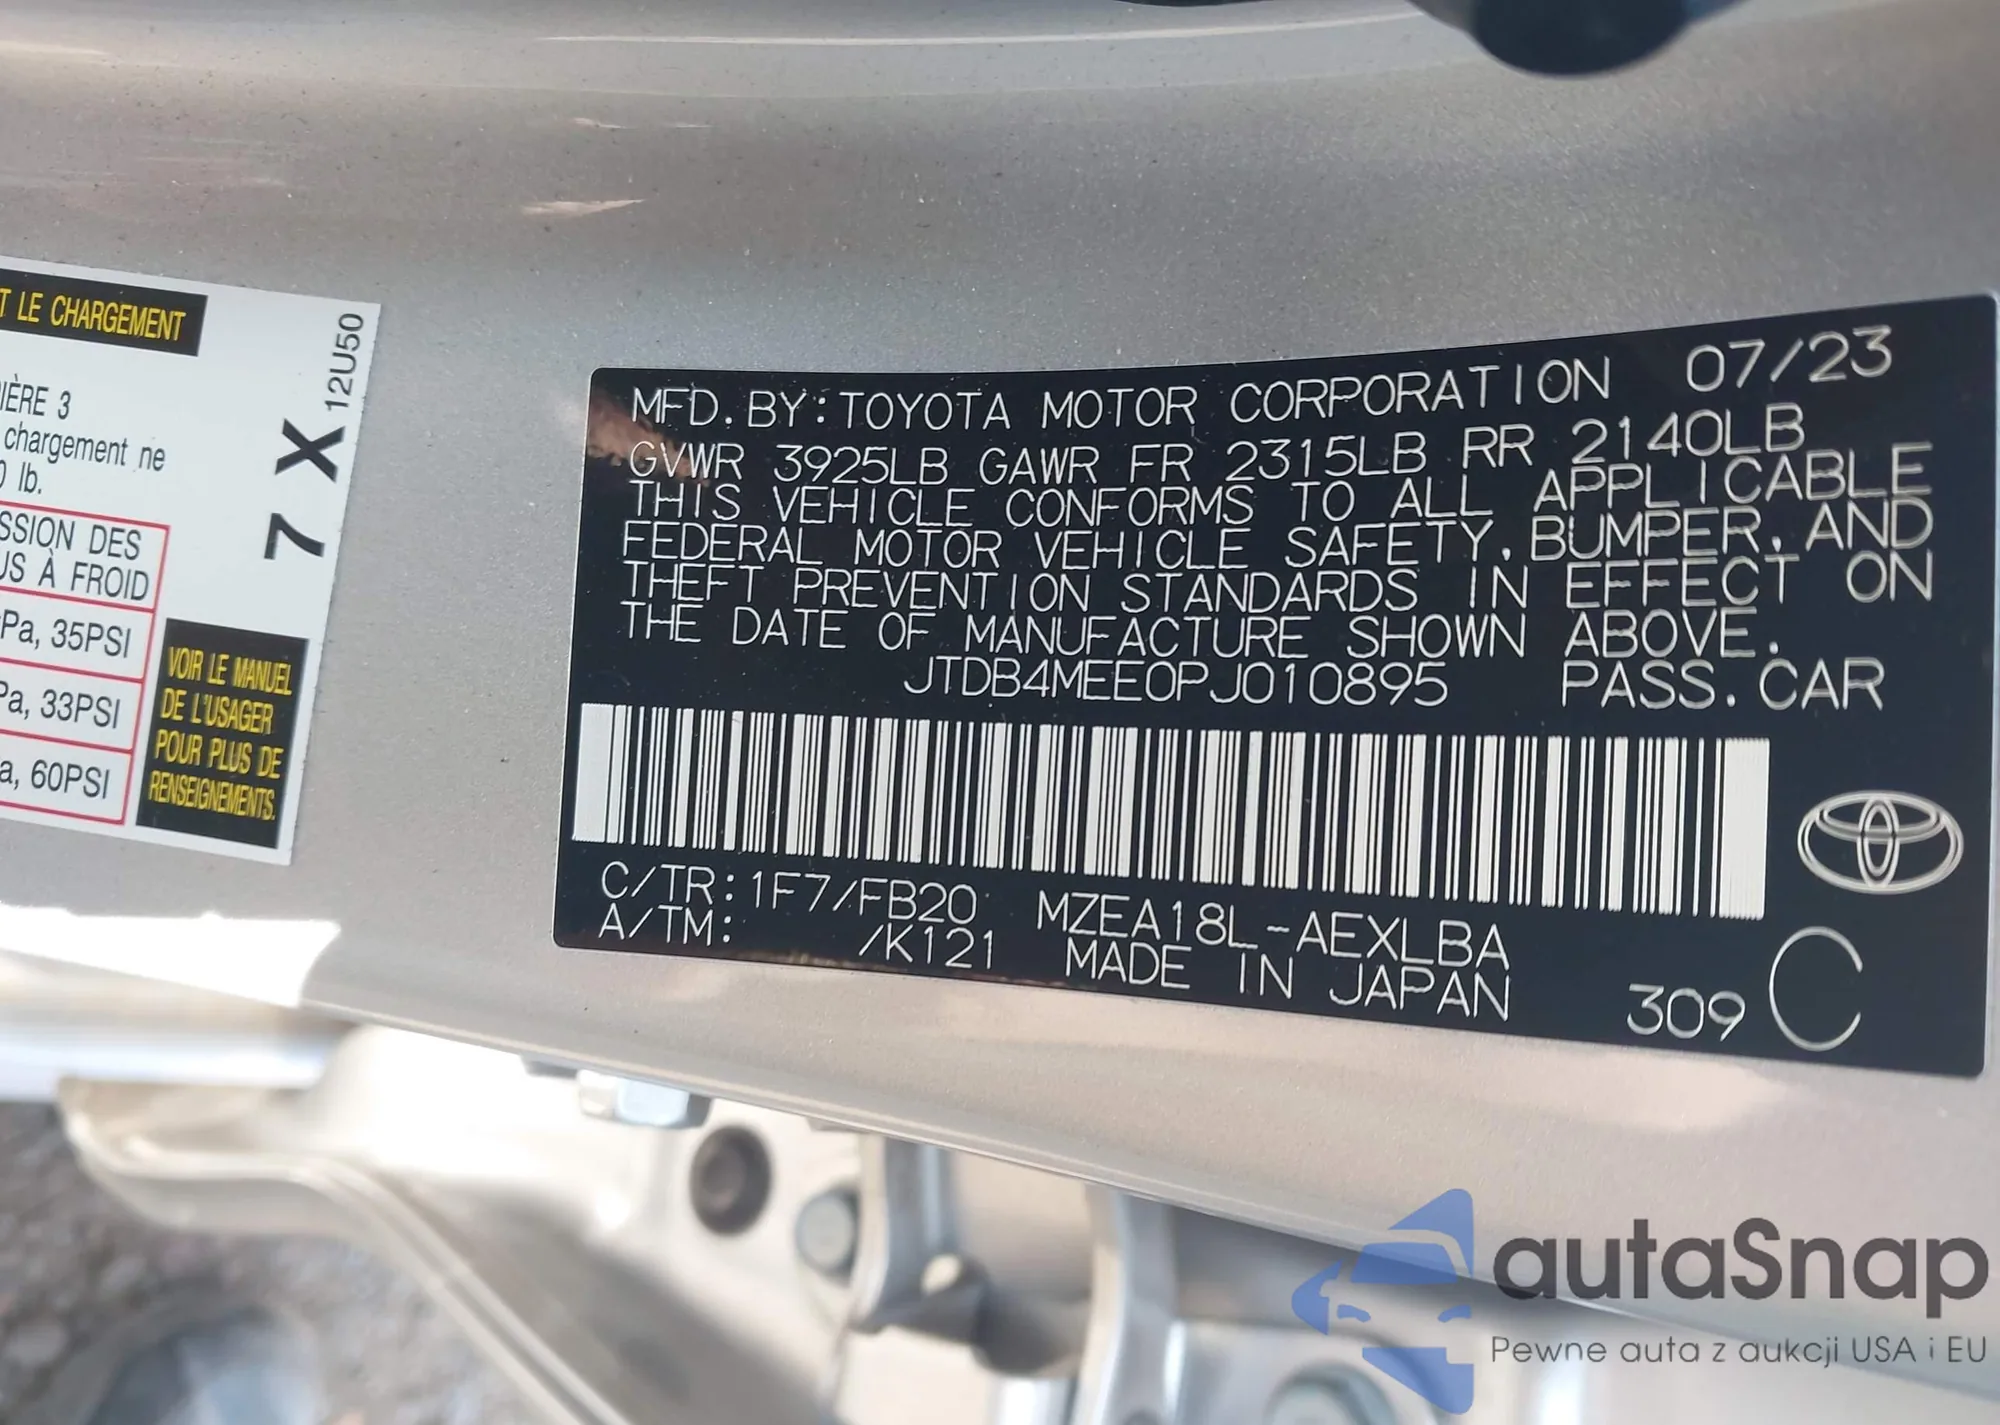 T LE CHARGEMENT
IÈRE 3
chargement ne
0 lb.
SSION DES
US À FROID
Pa, 35PSI
Pa, 33PSI
a, 60PSI
7 X 12U50
VOIR LE MANUEL
DE L'USAGER
POUR PLUS DE
RENSEIGNEMENTS.
MFD. BY: TOYOTA MOTOR CORPORATION 07/23
GVWR 3925LB GAWR FR 2315LB RR 2140LB
THIS VEHICLE CONFORMS TO ALL APPLICABLE
FEDERAL MOTOR VEHICLE SAFETY, BUMPER, AND
THEFT PREVENTION STANDARDS IN EFFECT ON
THE DATE OF MANUFACTURE SHOWN ABOVE.
JTDB4MEE0PJ010895 PASS. CAR
C/TR: 1F7/FB20 MZEA18L-AEXLBA
A/TM: /K121 MADE IN JAPAN
309 C
autaSnap
Pewne auta z aukcji USA i EU